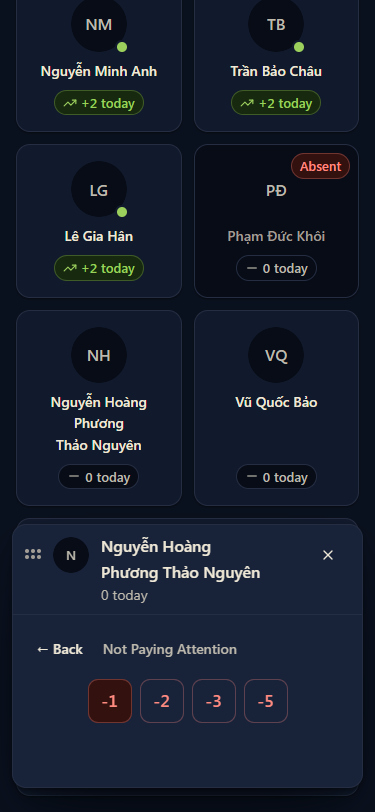 NM
TB
Nguyễn Minh Anh
Trần Bảo Châu
+2 today
+2 today
Absent
LG
PĐ
Lê Gia Hân
Phạm Đức Khôi
+2 today
0 today
NH
VQ
Nguyễn Hoàng
Phương
Thảo Nguyên
Vũ Quốc Bảo
0 today
0 today
N
Nguyễn Hoàng
Phương Thảo Nguyên
0 today
← Back
Not Paying Attention
-1
-2
-3
-5